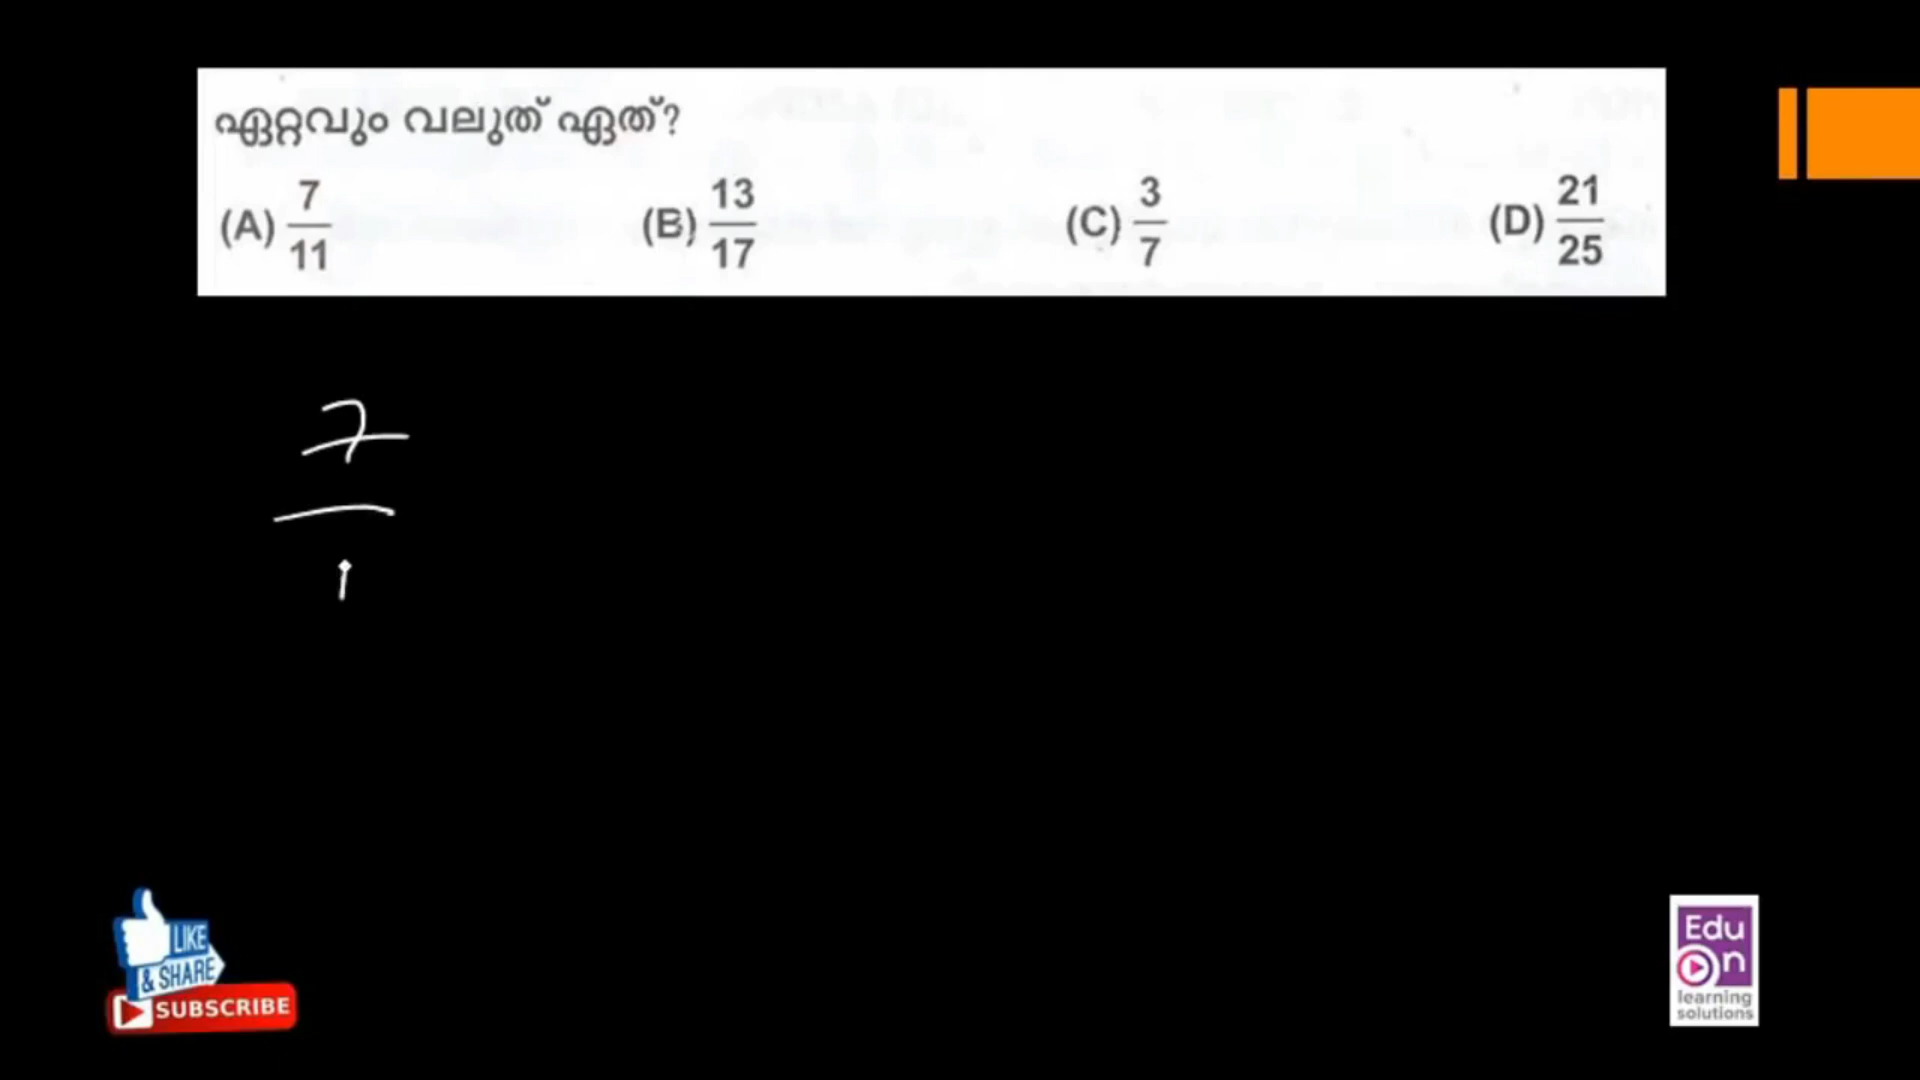 ഏറ്റവും വലുത് ഏത്?
(A) 7/11 (B) 13/17 (C) 3/7 (D) 21/25
7
1
LIKE
& SHARE
SUBSCRIBE
Edu
On
learning
solutions